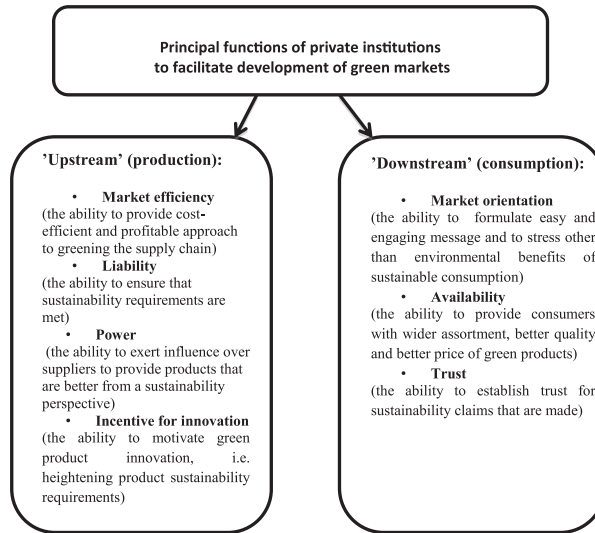 Principal functions of private institutions
to facilitate development of green markets
’Upstream’ (production):
• Market efficiency
(the ability to provide cost-
efficient and profitable approach
to greening the supply chain)
• Liability
(the ability to ensure that
sustainability requirements are
met)
• Power
(the ability to exert influence over
suppliers to provide products that
are better from a sustainability
perspective)
• Incentive for innovation
(the ability to motivate green
product innovation, i.e.
heightening product sustainability
requirements)
’Downstream’ (consumption):
• Market orientation
(the ability to formulate easy and
engaging message and to stress other
than environmental benefits of
sustainable consumption)
• Availability
(the ability to provide consumers
with wider assortment, better quality
and better price of green products)
• Trust
(the ability to establish trust for
sustainability claims that are made)